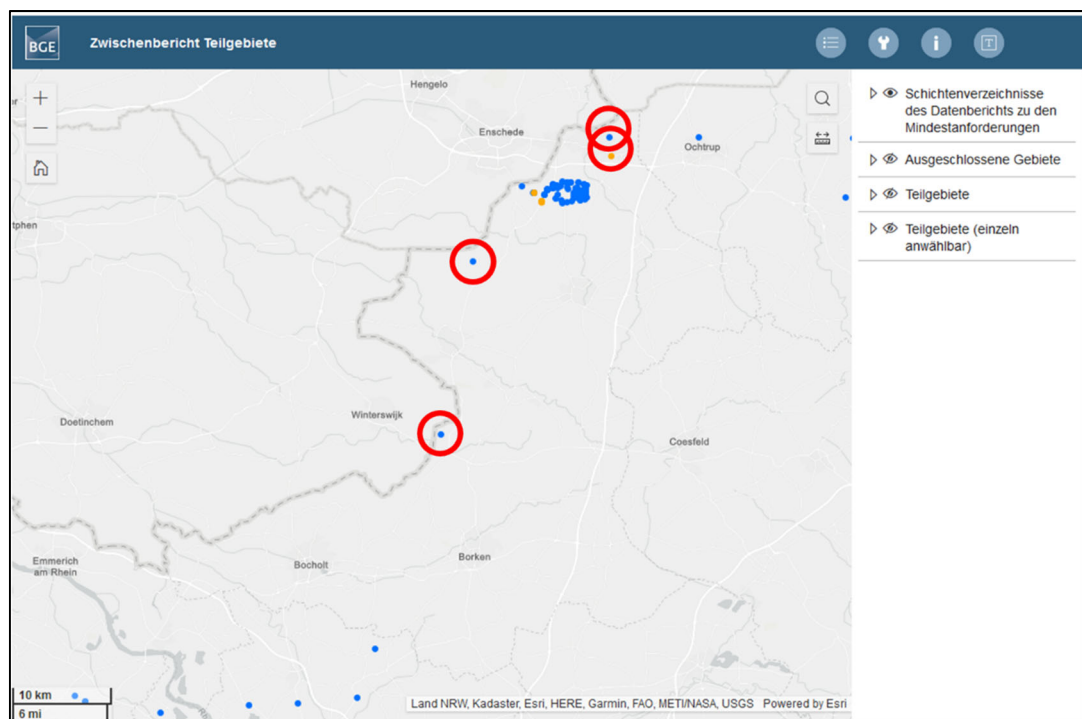 BGE
Zwischenbericht Teilgebiete
+
−
Hengelo
Enschede
Ochtrup
tphen
Winterswijk
Doetinchem
Coesfeld
Emmerich
am Rhein
Bocholt
Borken
10 km
6 mi
Land NRW, Kadaster, Esri, HERE, Garmin, FAO, METI/NASA, USGS Powered by Esri
i
T
Schichtenverzeichnisse
des Datenberichts zu den
Mindestanforderungen
Ausgeschlossene Gebiete
Teilgebiete
Teilgebiete (einzeln
anwählbar)